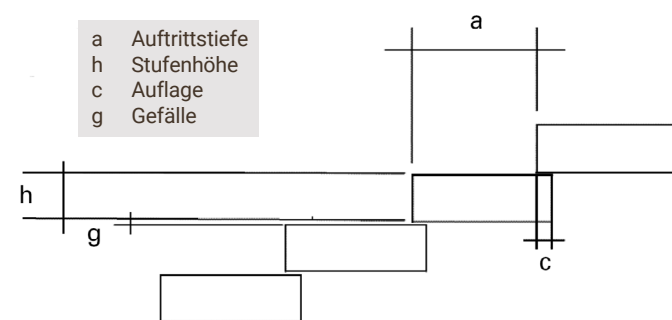 a
a Auftrittstiefe
h Stufenhöhe
c Auflage
g Gefälle
h
g
c